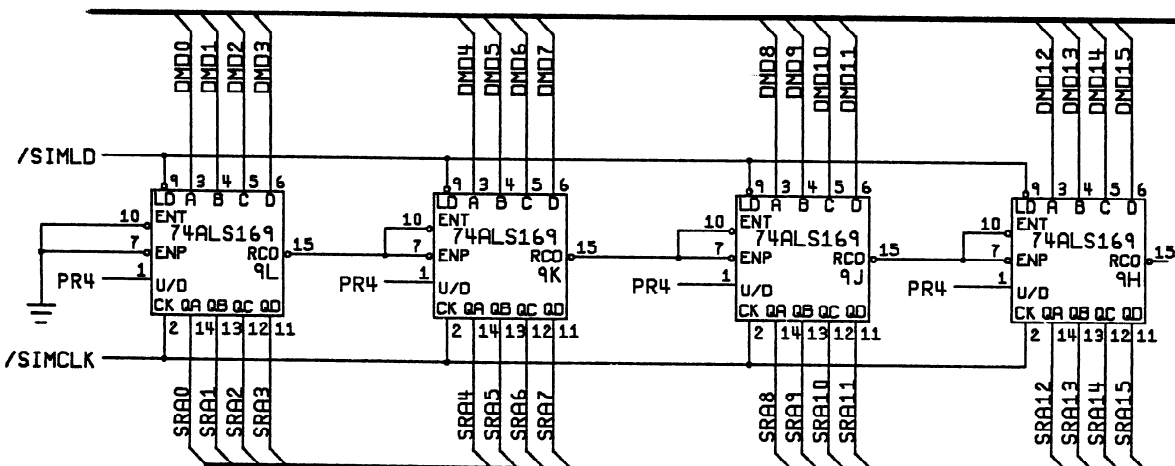 DMD0 DMD1 DMD2 DMD3 DMD4 DMD5 DMD6 DMD7 DMD8 DMD9 DMD10 DMD11 DMD12 DMD13 DMD14 DMD15
/SIMLD
9 3 4 5 6 9 3 4 5 6 9 3 4 5 6 9 3 4 5 6
LD A B C D LD A B C D LD A B C D LD A B C D
10 ENT 10 ENT 10 ENT 10 ENT
74ALS169 74ALS169 74ALS169 74ALS169
7 ENP RCO 15 7 ENP RCO 15 7 ENP RCO 15 7 ENP RCO 15
9L 9K 9J 9H
PR4 1 U/D PR4 1 U/D PR4 1 U/D PR4 1 U/D
CK QA QB QC QD CK QA QB QC QD CK QA QB QC QD CK QA QB QC QD
2 14 13 12 11 2 14 13 12 11 2 14 13 12 11 2 14 13 12 11
/SIMCLK
SRA0 SRA1 SRA2 SRA3 SRA4 SRA5 SRA6 SRA7 SRA8 SRA9 SRA10 SRA11 SRA12 SRA13 SRA14 SRA15